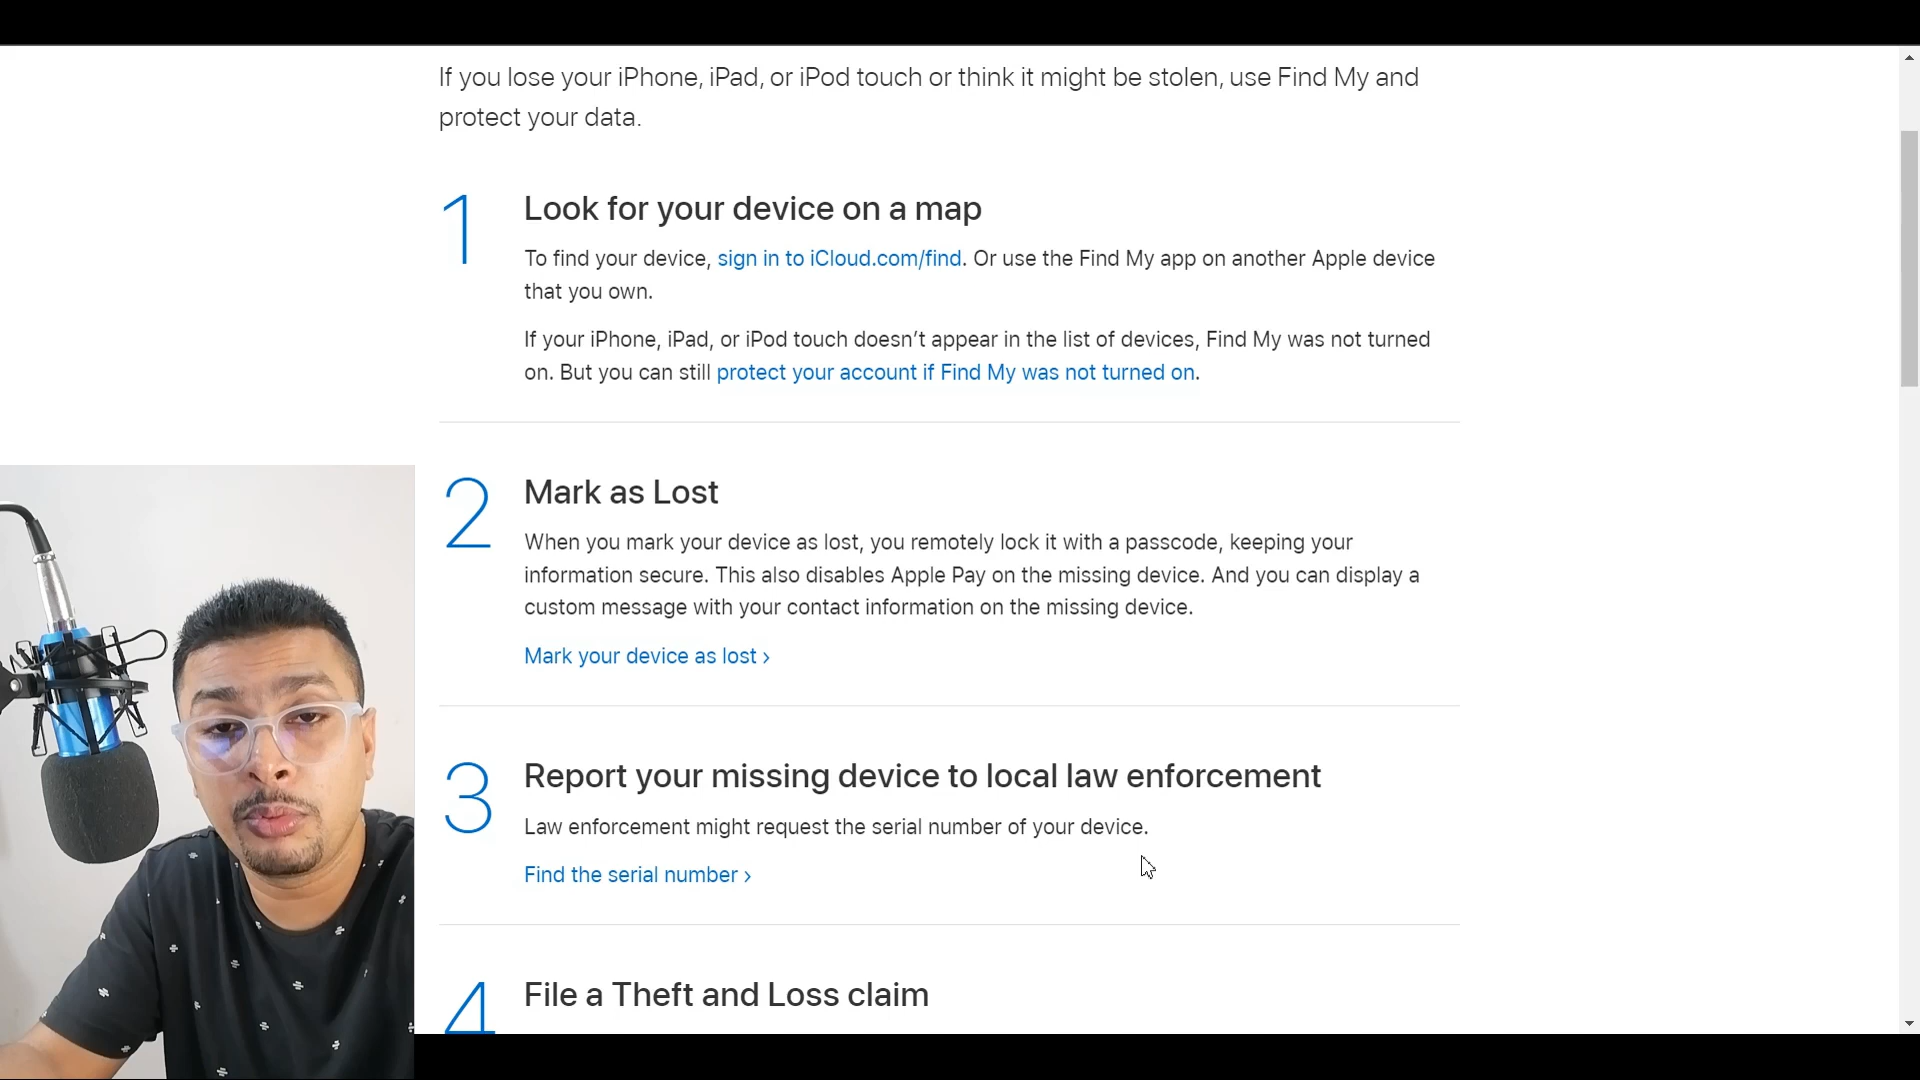 If you lose your iPhone, iPad, or iPod touch or think it might be stolen, use Find My and
protect your data.
1
Look for your device on a map
To find your device, sign in to iCloud.com/find. Or use the Find My app on another Apple device
that you own.
If your iPhone, iPad, or iPod touch doesn’t appear in the list of devices, Find My was not turned
on. But you can still protect your account if Find My was not turned on.
2
Mark as Lost
When you mark your device as lost, you remotely lock it with a passcode, keeping your
information secure. This also disables Apple Pay on the missing device. And you can display a
custom message with your contact information on the missing device.
Mark your device as lost ›
3
Report your missing device to local law enforcement
Law enforcement might request the serial number of your device.
Find the serial number ›
4
File a Theft and Loss claim